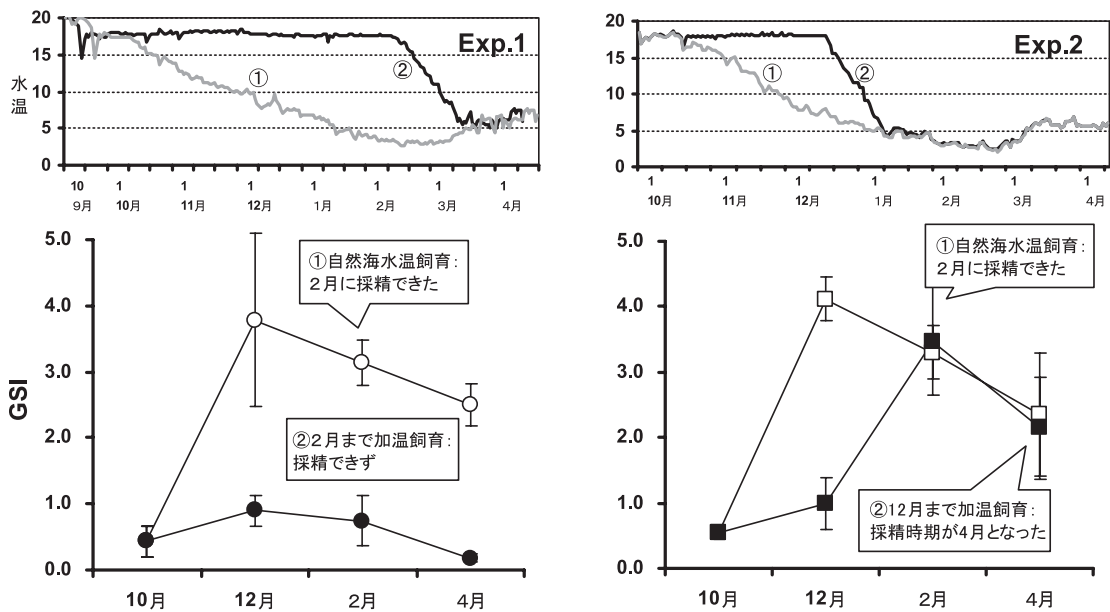 20
15
10
5
0
水
温
Exp.1
①
②
10 1 1 1 1 1 1 1
9月 10月 11月 12月 1月 2月 3月 4月
20
15
10
5
0
Exp.2
①
②
1 1 1 1 1 1 1
10月 11月 12月 1月 2月 3月 4月
GSI
5.0
4.0
3.0
2.0
1.0
0.0
①自然海水温飼育:
2月に採精できた
②2月まで加温飼育:
採精できず
10月 12月 2月 4月
5.0
4.0
3.0
2.0
1.0
0.0
①自然海水温飼育:
2月に採精できた
②12月まで加温飼育:
採精時期が4月となった
10月 12月 2月 4月